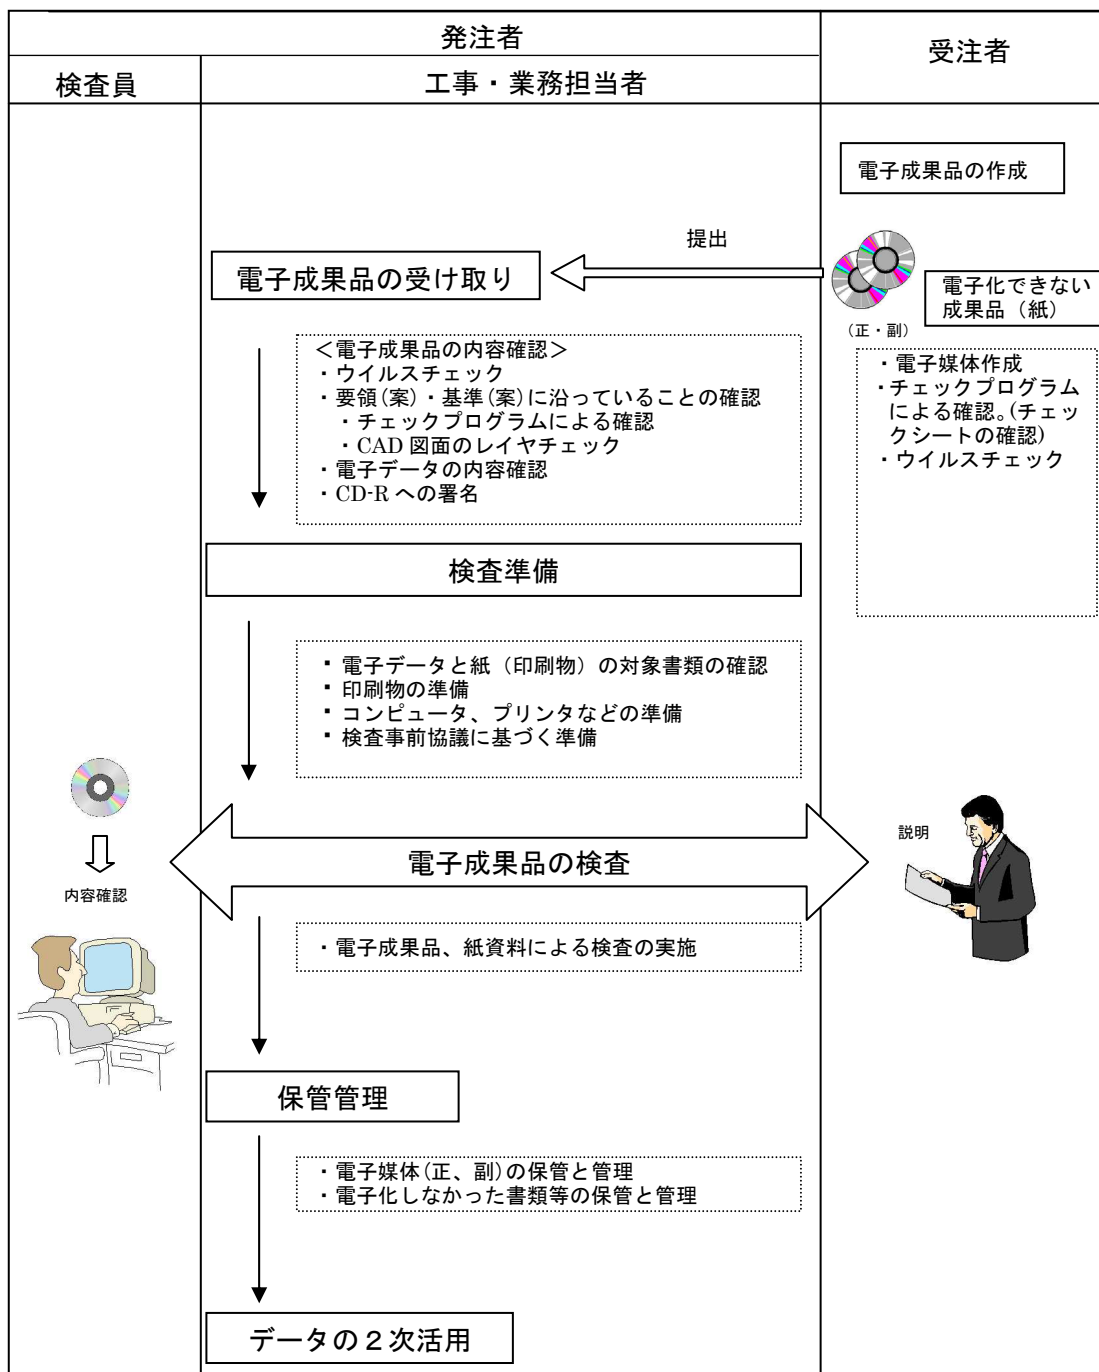 発注者
受注者
検査員
工事・業務担当者
電子成果品の作成
提出
電子成果品の受け取り
電子化できない
成果品（紙）
（正・副）
＜電子成果品の内容確認＞
・ウイルスチェック
・要領(案)・基準(案)に沿っていることの確認
・チェックプログラムによる確認
・CAD 図面のレイヤチェック
・電子データの内容確認
・CD-R への署名
・電子媒体作成
・チェックプログラム
による確認。(チェッ
クシートの確認)
・ウイルスチェック
検査準備
・電子データと紙（印刷物）の対象書類の確認
・印刷物の準備
・コンピュータ、プリンタなどの準備
・検査事前協議に基づく準備
説明
電子成果品の検査
内容確認
・電子成果品、紙資料による検査の実施
保管管理
・電子媒体(正、副)の保管と管理
・電子化しなかった書類等の保管と管理
データの２次活用